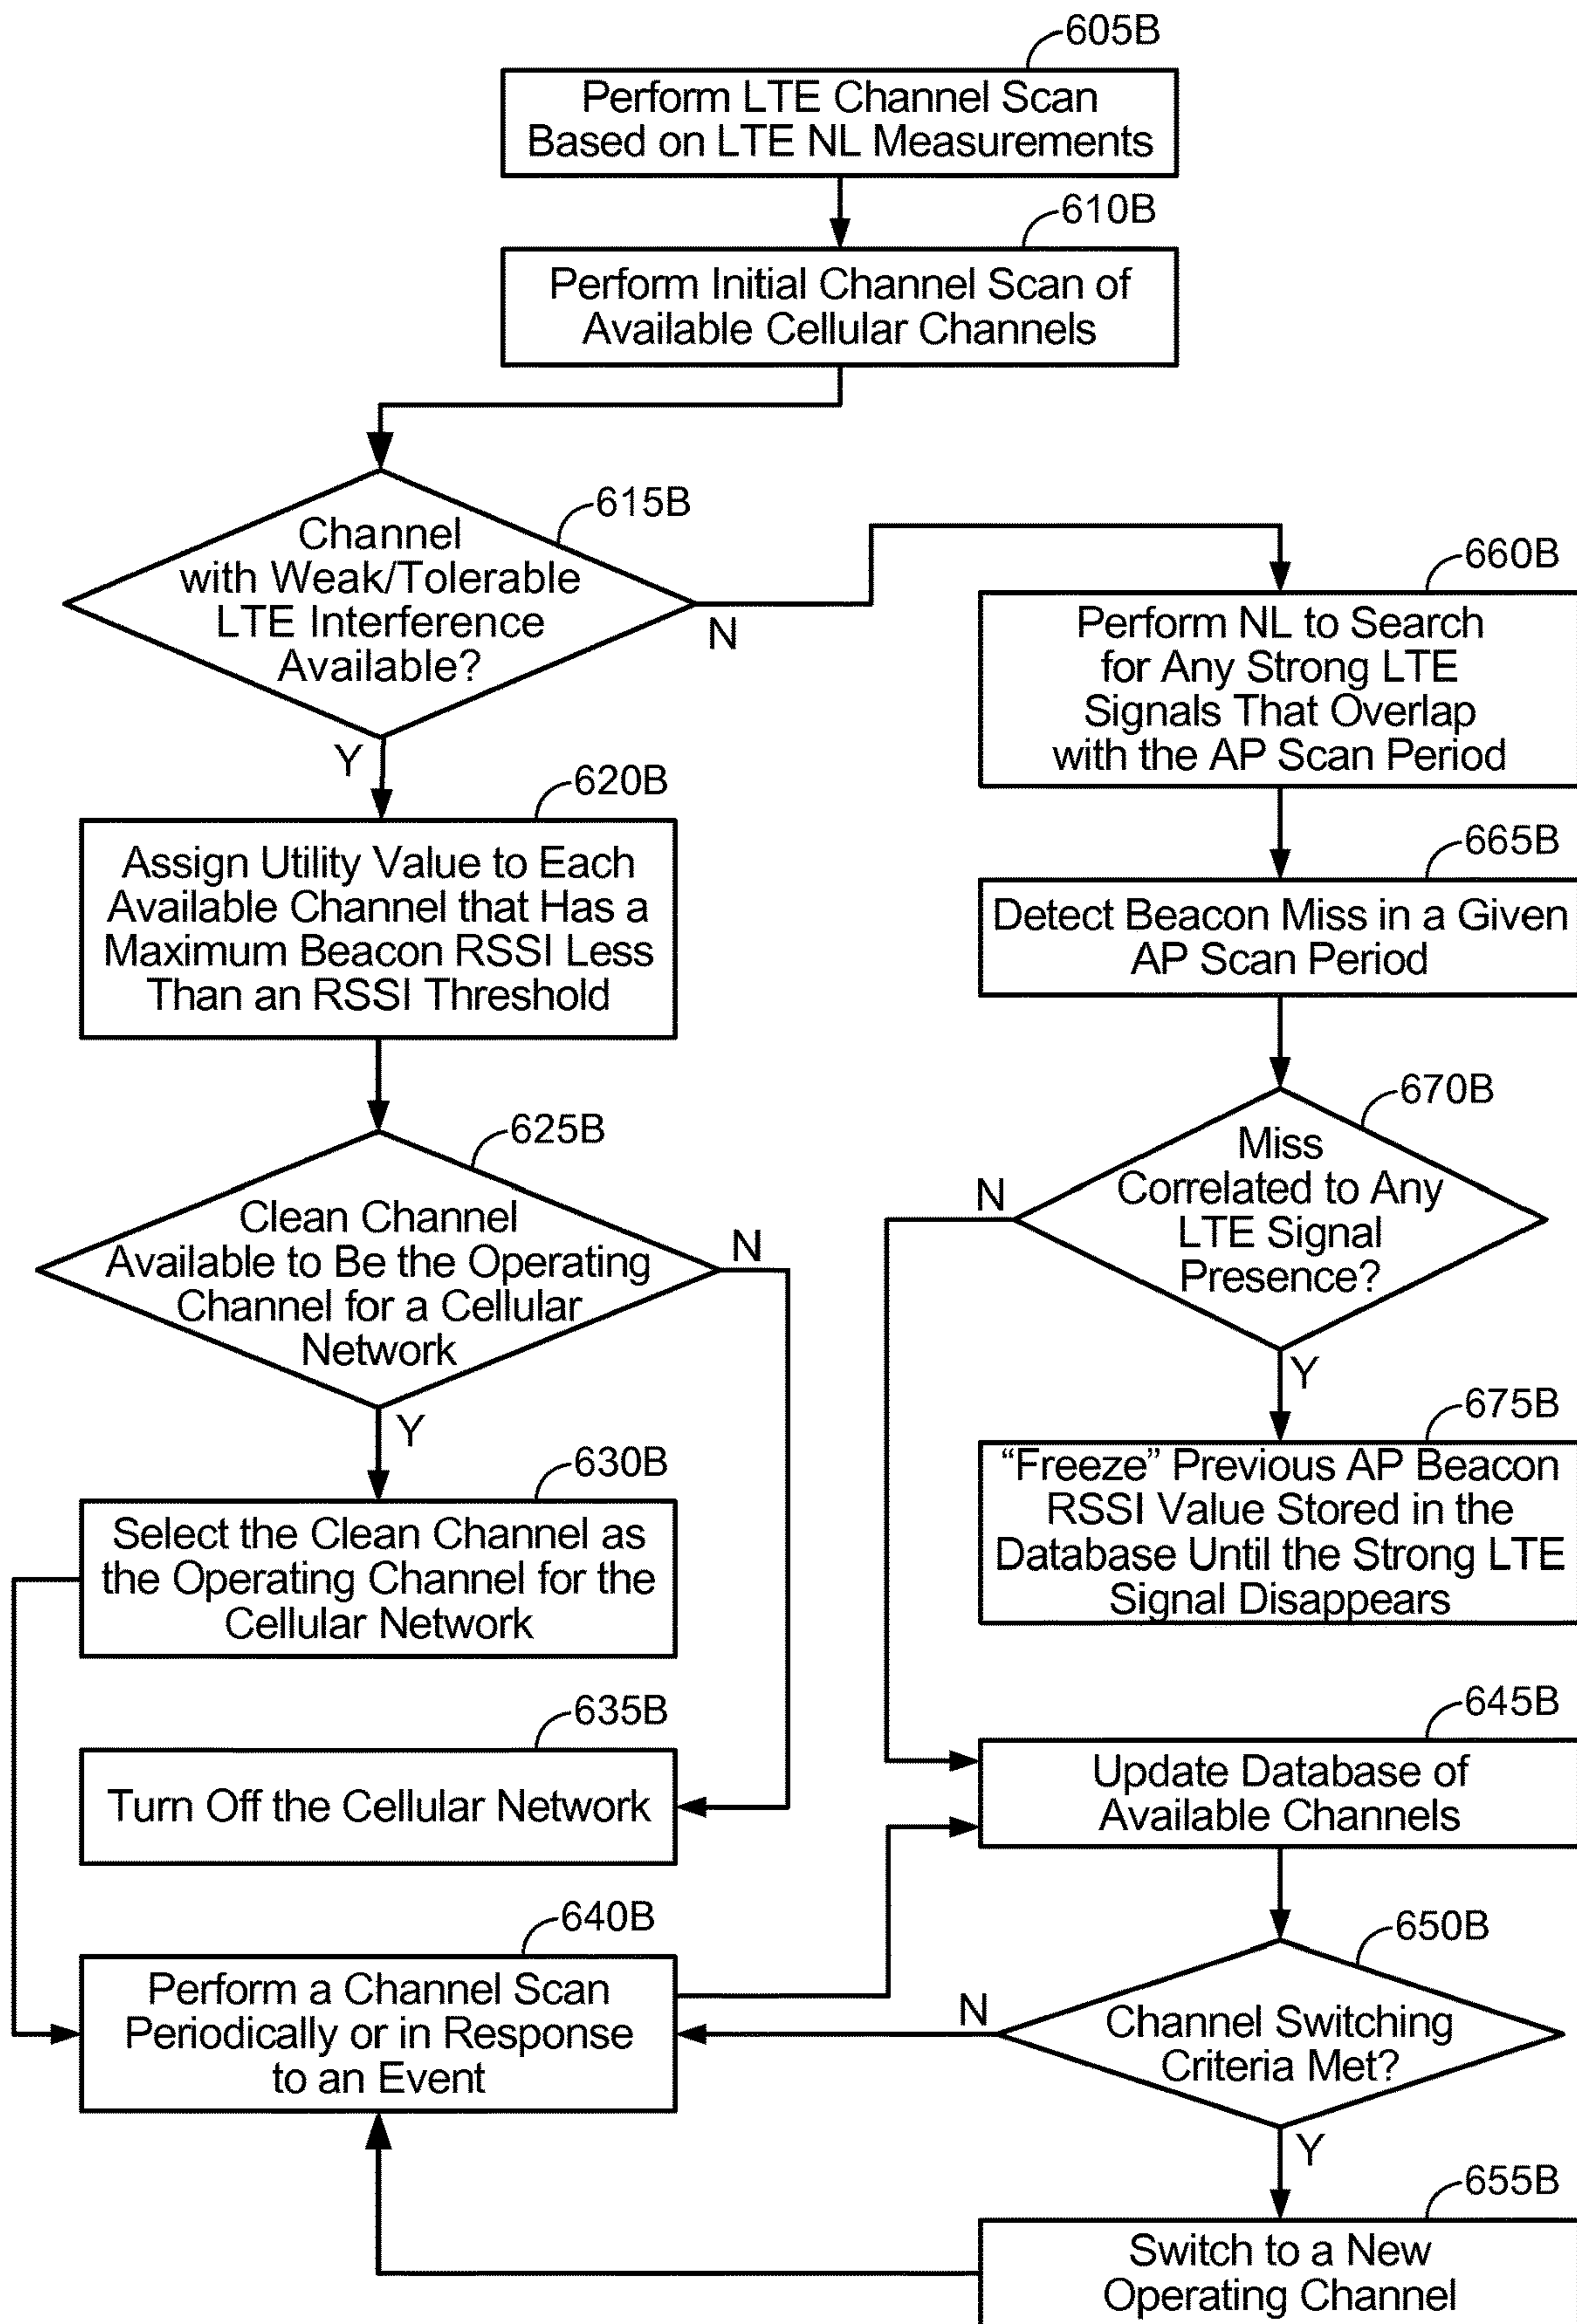 605B
Perform LTE Channel Scan
Based on LTE NL Measurements
610B
Perform Initial Channel Scan of
Available Cellular Channels
615B
Channel
with Weak/Tolerable
LTE Interference
Available?
N
Y
620B
Assign Utility Value to Each
Available Channel that Has a
Maximum Beacon RSSI Less
Than an RSSI Threshold
625B
Clean Channel
Available to Be the Operating
Channel for a Cellular
Network
N
Y
630B
Select the Clean Channel as
the Operating Channel for the
Cellular Network
635B
Turn Off the Cellular Network
640B
Perform a Channel Scan
Periodically or in Response
to an Event
660B
Perform NL to Search
for Any Strong LTE
Signals That Overlap
with the AP Scan Period
665B
Detect Beacon Miss in a Given
AP Scan Period
670B
Miss
Correlated to Any
LTE Signal
Presence?
N
Y
675B
“Freeze” Previous AP Beacon
RSSI Value Stored in the
Database Until the Strong LTE
Signal Disappears
645B
Update Database of
Available Channels
650B
Channel Switching
Criteria Met?
N
Y
655B
Switch to a New
Operating Channel